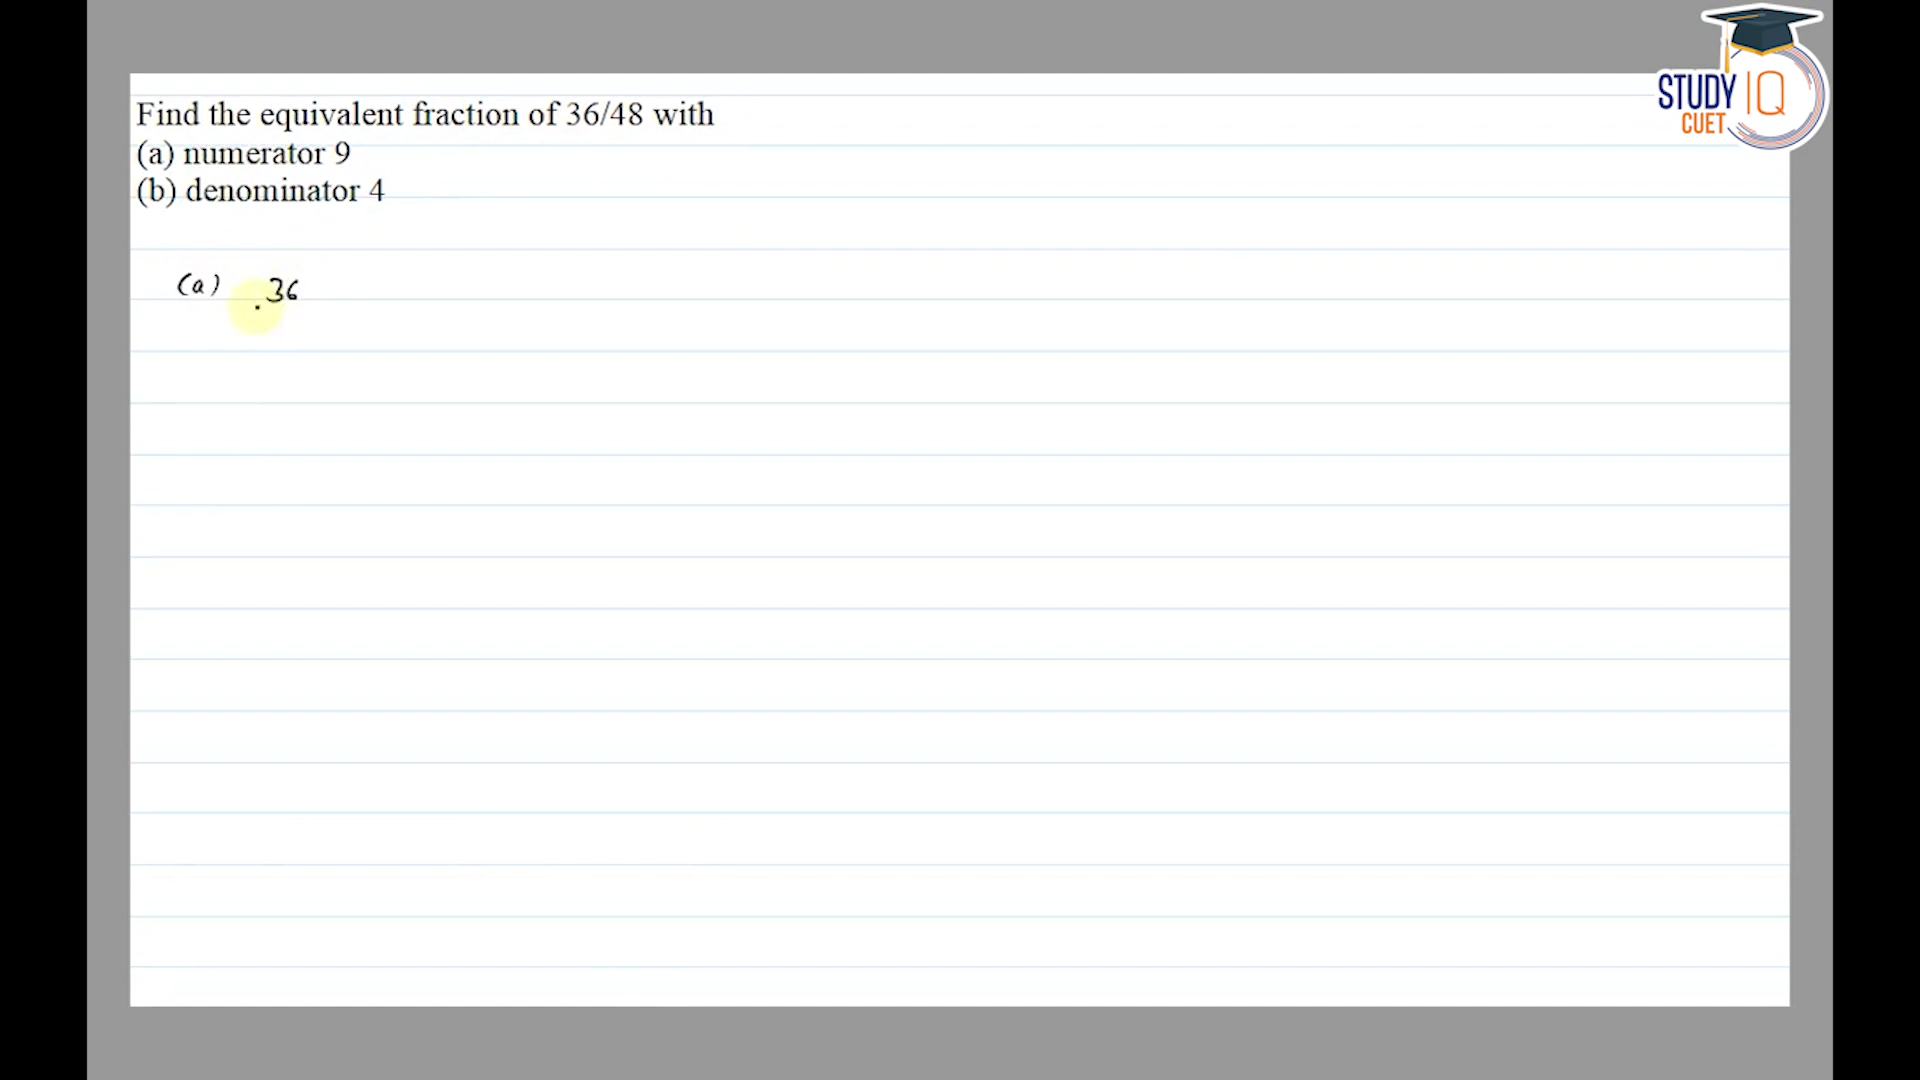 STUDY IQ
CUET
Find the equivalent fraction of 36/48 with
(a) numerator 9
(b) denominator 4
(a) 36